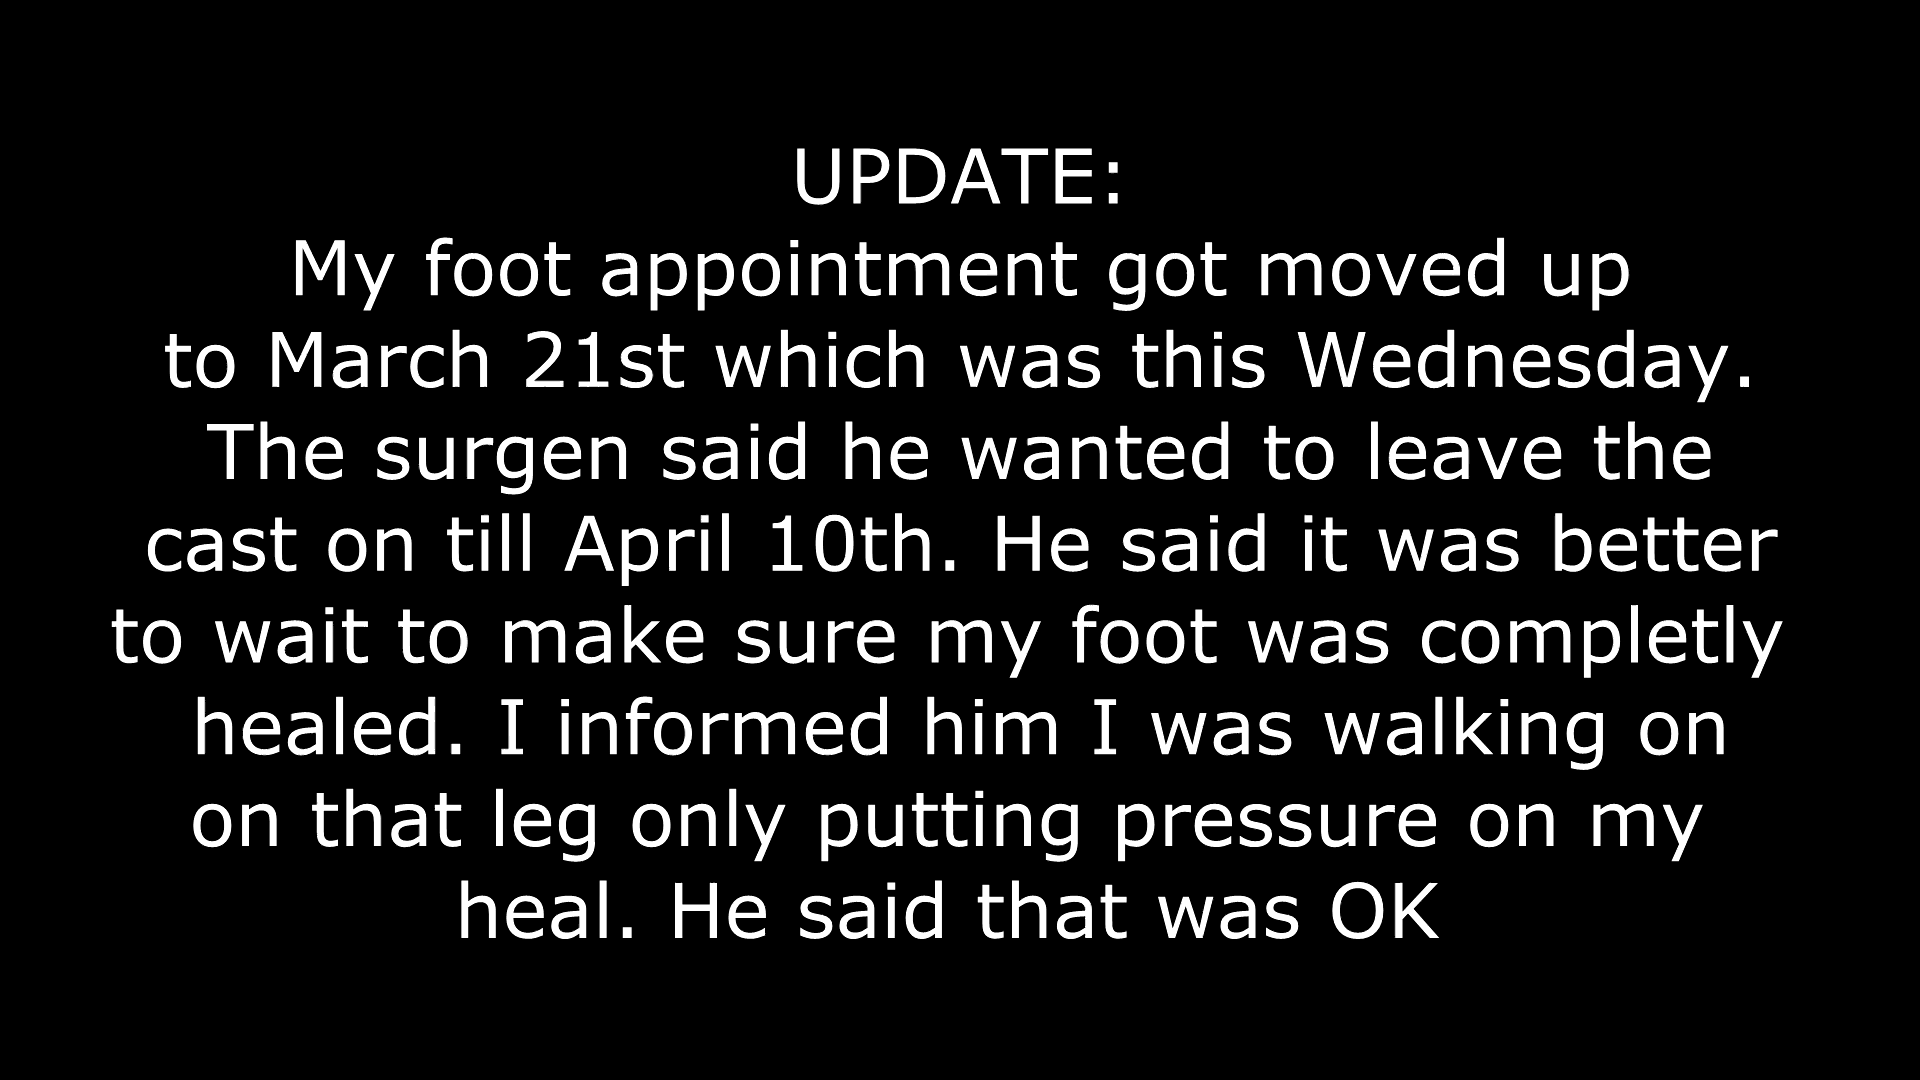 UPDATE:
My foot appointment got moved up
to March 21st which was this Wednesday.
The surgen said he wanted to leave the
cast on till April 10th. He said it was better
to wait to make sure my foot was completly
healed. I informed him I was walking on
on that leg only putting pressure on my
heal. He said that was OK